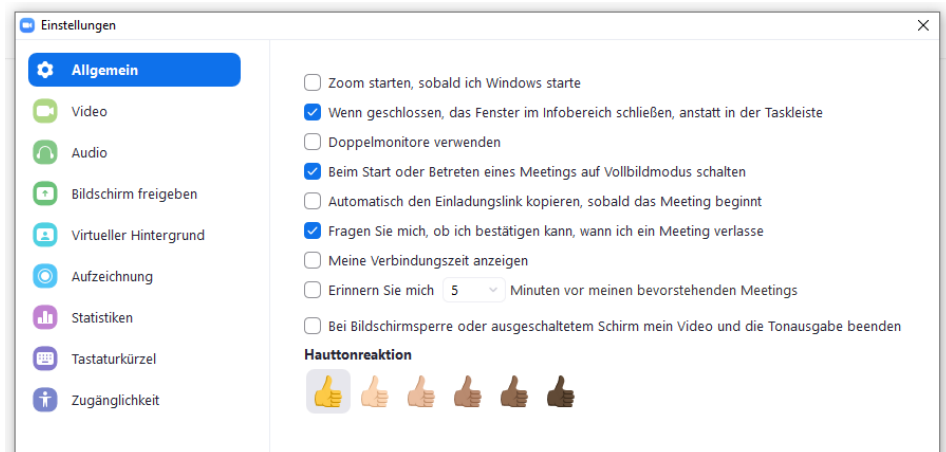 Einstellungen
Allgemein
Video
Audio
Bildschirm freigeben
Virtueller Hintergrund
Aufzeichnung
Statistiken
Tastaturkürzel
Zugänglichkeit
Zoom starten, sobald ich Windows starte
Wenn geschlossen, das Fenster im Infobereich schließen, anstatt in der Taskleiste
Doppelmonitore verwenden
Beim Start oder Betreten eines Meetings auf Vollbildmodus schalten
Automatisch den Einladungslink kopieren, sobald das Meeting beginnt
Fragen Sie mich, ob ich bestätigen kann, wann ich ein Meeting verlasse
Meine Verbindungszeit anzeigen
Erinnern Sie mich 5 Minuten vor meinen bevorstehenden Meetings
Bei Bildschirmsperre oder ausgeschaltetem Schirm mein Video und die Tonausgabe beenden
Hauttonreaktion